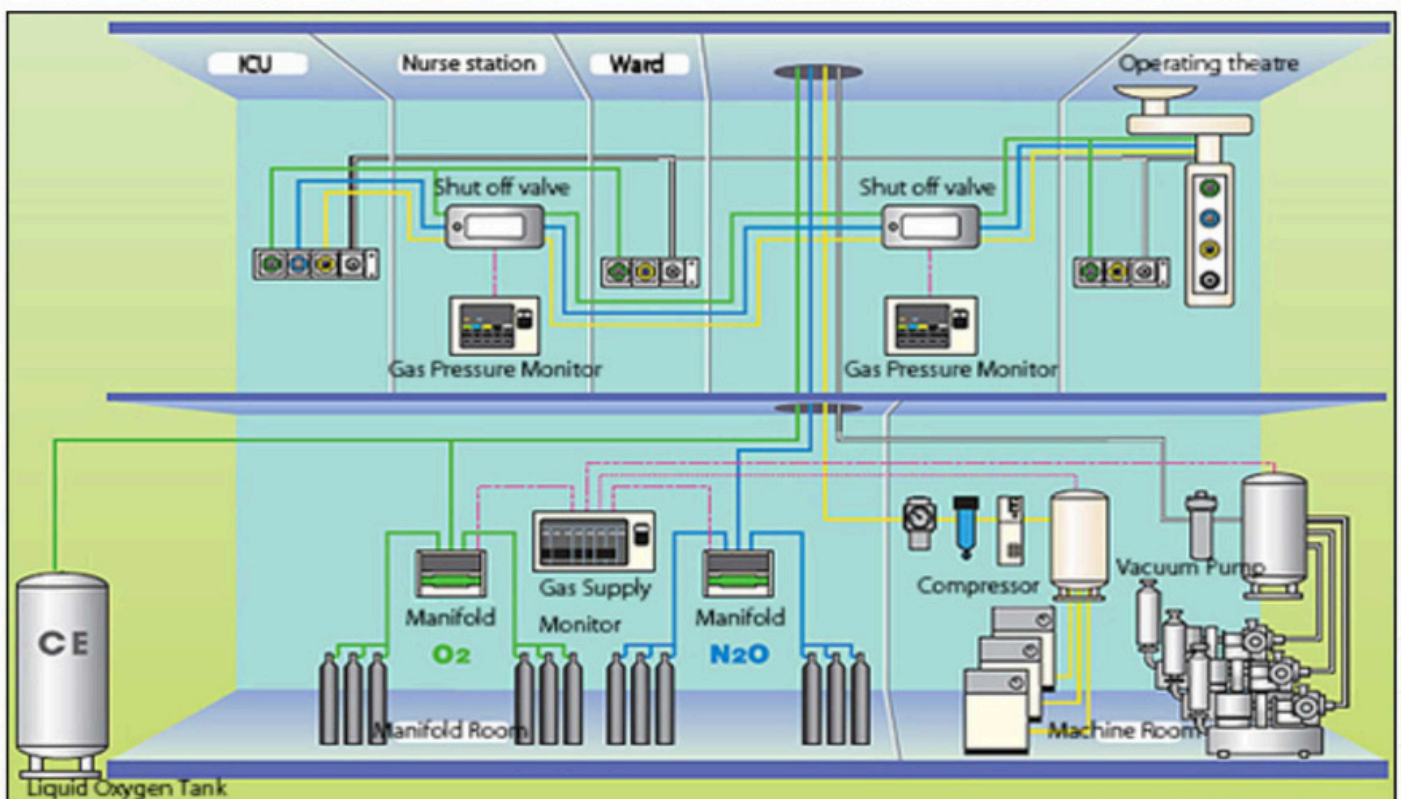 ICU
Nurse station
Ward
Operating theatre
Shut off valve
Shut off valve
Gas Pressure Monitor
Gas Pressure Monitor
Compressor
Vacuum Pump
Gas Supply
Monitor
Manifold
Manifold
O2
N2O
CE
Manifold Room
Machine Room
Liquid Oxygen Tank